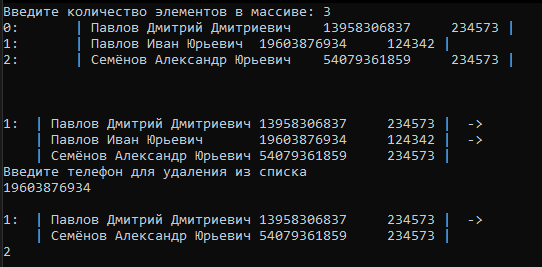 Введите количество элементов в массиве: 3
0: | Павлов Дмитрий Дмитриевич 13958306837 234573 |
1: | Павлов Иван Юрьевич 19603876934 124342 |
2: | Семёнов Александр Юрьевич 54079361859 234573 |
1: | Павлов Дмитрий Дмитриевич 13958306837 234573 | ->
| Павлов Иван Юрьевич 19603876934 124342 | ->
| Семёнов Александр Юрьевич 54079361859 234573 |
Введите телефон для удаления из списка
19603876934
1: | Павлов Дмитрий Дмитриевич 13958306837 234573 | ->
| Семёнов Александр Юрьевич 54079361859 234573 |
2